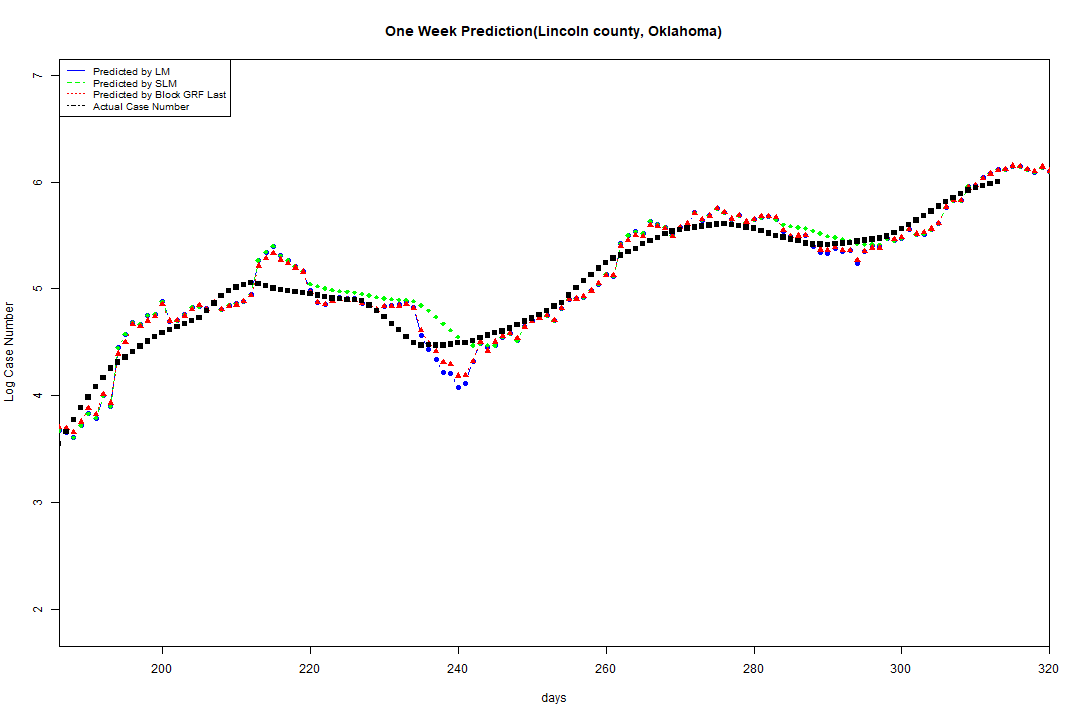 One Week Prediction(Lincoln county, Oklahoma)
Predicted by LM
Predicted by SLM
Predicted by Block GRF Last
Actual Case Number
7
6
5
4
3
2
Log Case Number
200 220 240 260 280 300 320
days